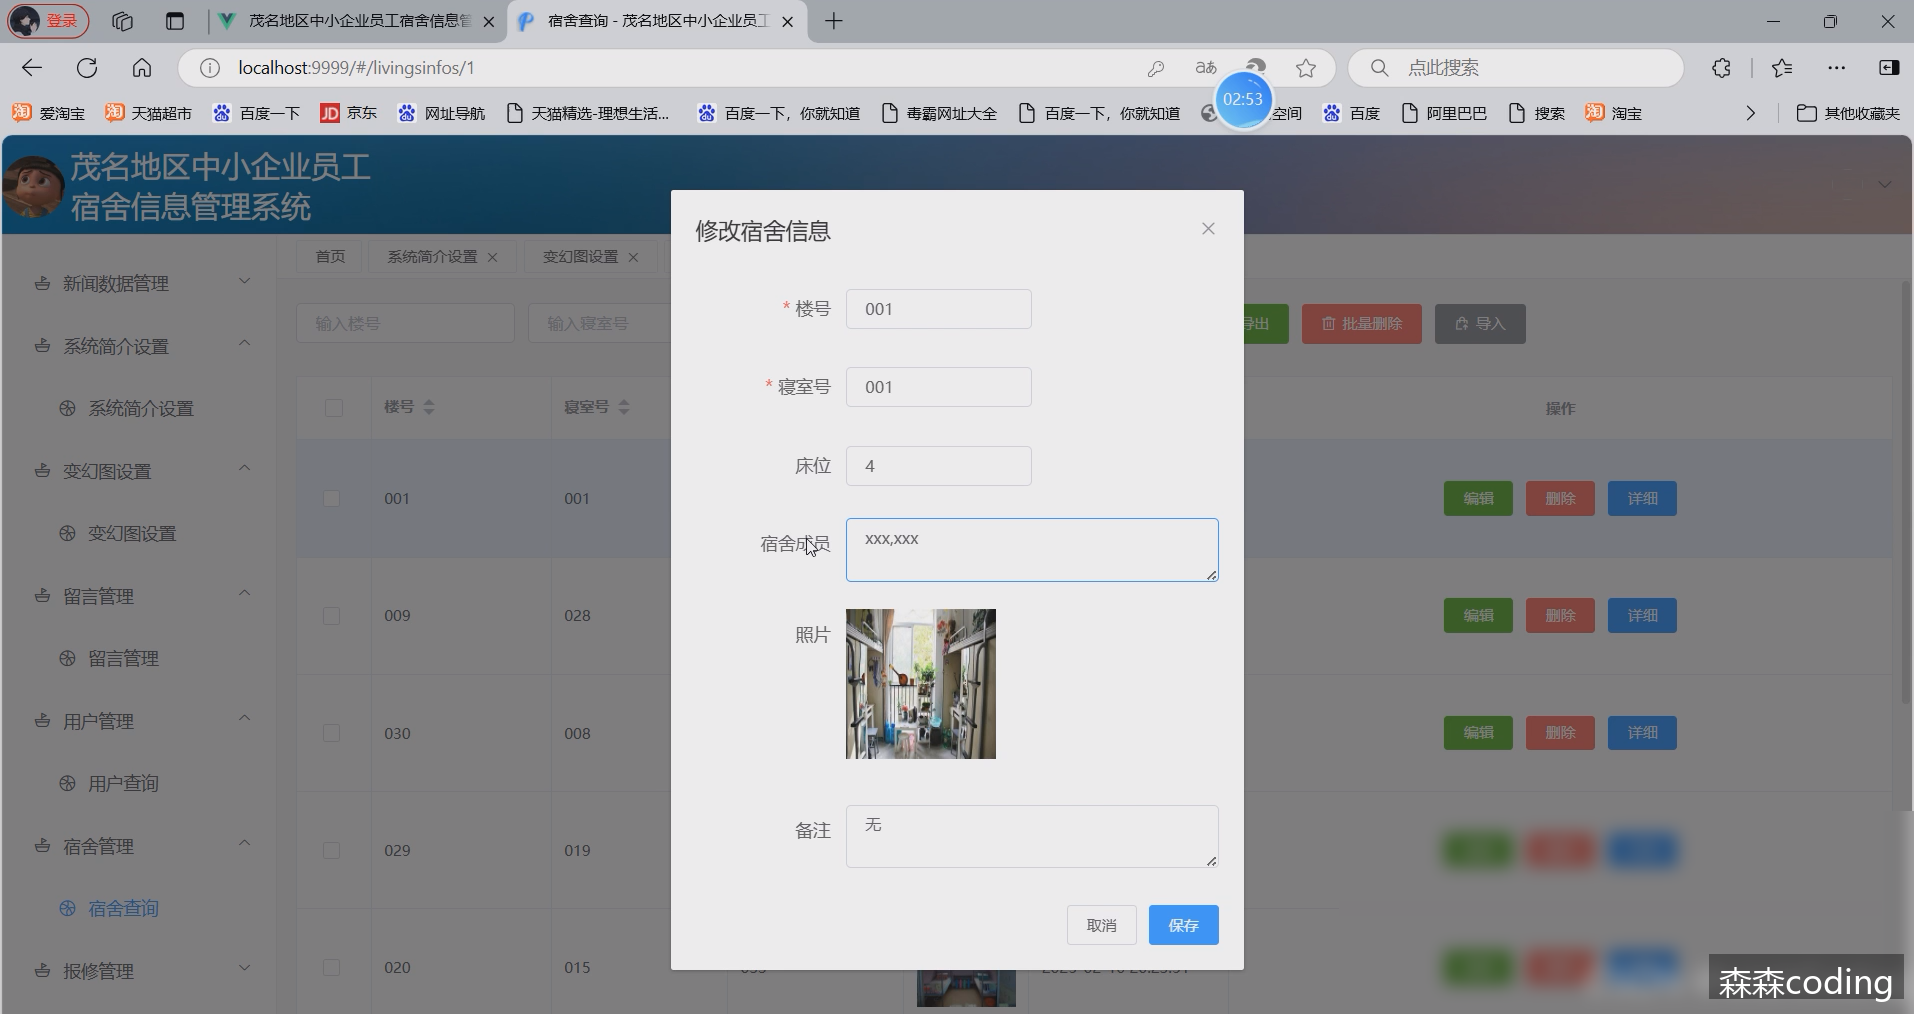 登录
茂名地区中小企业员工宿舍信息管
宿舍查询 - 茂名地区中小企业员工
localhost:9999/#/livingsinfos/1
aあ
点此搜索
爱淘宝
天猫超市
百度一下
JD 京东
网址导航
天猫精选-理想生活...
百度一下，你就知道
毒霸网址大全
百度一下，你就知道
02:53
空间
百度
阿里巴巴
搜索
淘宝
其他收藏夹
茂名地区中小企业员工
宿舍信息管理系统
新闻数据管理
系统简介设置
系统简介设置
变幻图设置
变幻图设置
留言管理
留言管理
用户管理
用户查询
宿舍管理
宿舍查询
报修管理
首页
系统简介设置
变幻图设置
输入楼号
输入寝室号
导出
批量删除
导入
楼号
寝室号
操作
001
001
编辑
删除
详细
009
028
编辑
删除
详细
030
008
编辑
删除
详细
029
019
020
015
修改宿舍信息
* 楼号
001
* 寝室号
001
床位
4
宿舍成员
xxx,xxx
照片
备注
无
取消
保存
森森coding